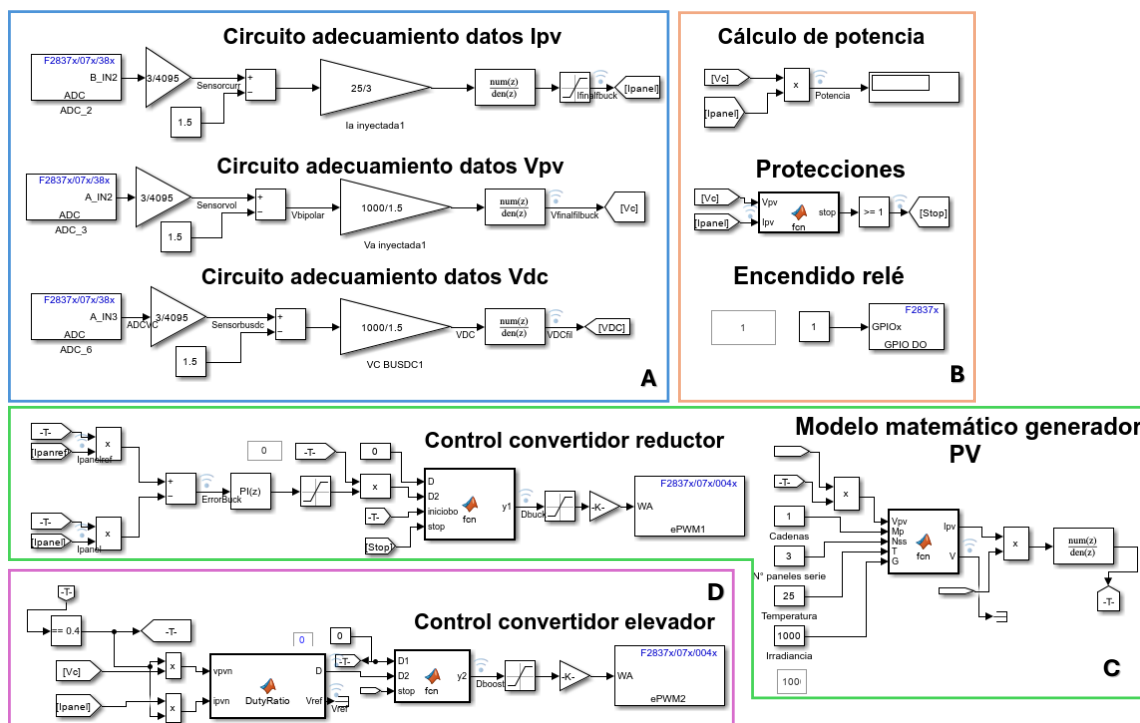 Circuito adecuamiento datos Ipv
F2837x/07x/38x
B_IN2
ADC
ADC_2
3/4095
Sensorcurr
1.5
+
−
25/3
Ia inyectada1
num(z)
den(z)
Ifinalfbuck
[Ipanel]
Circuito adecuamiento datos Vpv
F2837x/07x/38x
A_IN2
ADC
ADC_3
3/4095
Sensorvol
1.5
+
−
Vbipolar
1000/1.5
Va inyectada1
num(z)
den(z)
Vfinalfilbuck
[Vc]
Circuito adecuamiento datos Vdc
F2837x/07x/38x
A_IN3
ADC
ADC_6
ADCVC
3/4095
Sensorbusdc
1.5
+
−
1000/1.5
VC BUSDC1
VDC
num(z)
den(z)
VDCfil
[VDC]
A
Cálculo de potencia
[Vc]
[Ipanel]
x
Potencia
Protecciones
[Vc]
[Ipanel]
Vpv
Ipv
fcn
stop
>= 1
[Stop]
Encendido relé
1
1
F2837x
GPIOx
GPIO DO
B
Control convertidor reductor
-T-
[Ipanref]
Ipanelref
x
-T-
[Ipanel]
Ipanel
x
+
−
ErrorBuck
PI(z)
0
-T-
x
0
-T-
[Stop]
D
D2
iniciobo
stop
fcn
y1
Dbuck
-K-
F2837x/07x/004x
WA
ePWM1
Modelo matemático generador
PV
-T-
x
1
Cadenas
3
N° paneles serie
25
Temperatura
1000
Irradiancia
100
Vpv
Mp
Nss
T
G
fcn
Ipv
V
x
num(z)
den(z)
-T-
C
D
Control convertidor elevador
-T-
== 0.4
-T-
[Vc]
[Ipanel]
x
x
vpvn
ipvn
DutyRatio
D
Vref
Vref
0
0
-T-
D1
D2
stop
fcn
y2
Dboost
-K-
F2837x/07x/004x
WA
ePWM2